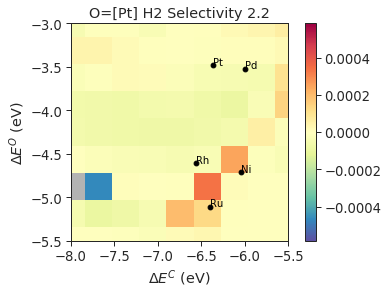 O=[Pt] H2 Selectivity 2.2
−3.0
−3.5
−4.0
−4.5
−5.0
−5.5
ΔE^O (eV)
Pt
Pd
Rh
Ni
Ru
−8.0 −7.5 −7.0 −6.5 −6.0 −5.5
ΔE^C (eV)
0.0004
0.0002
0.0000
−0.0002
−0.0004